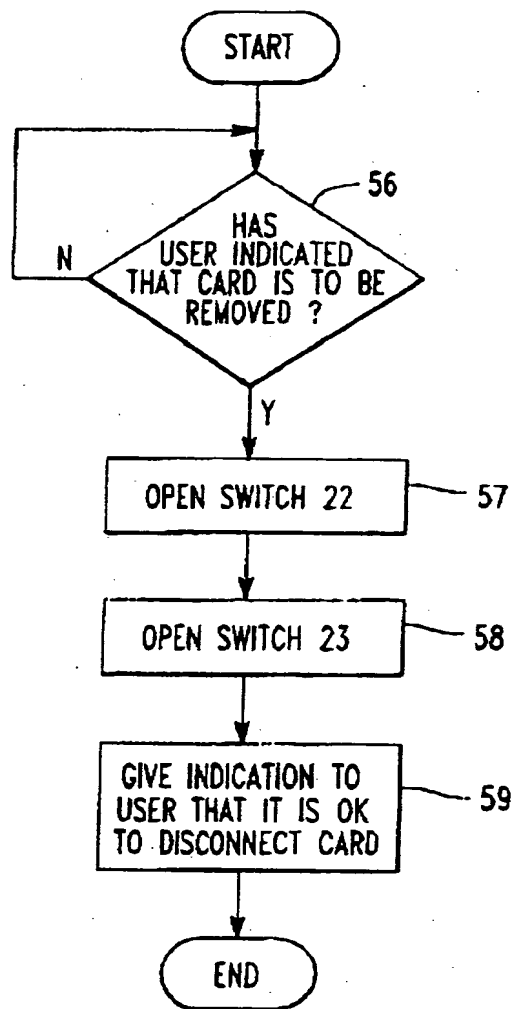 START
56
HAS
USER INDICATED
THAT CARD IS TO BE
REMOVED ?
N
Y
OPEN SWITCH 22
57
OPEN SWITCH 23
58
GIVE INDICATION TO
USER THAT IT IS OK
TO DISCONNECT CARD
59
END